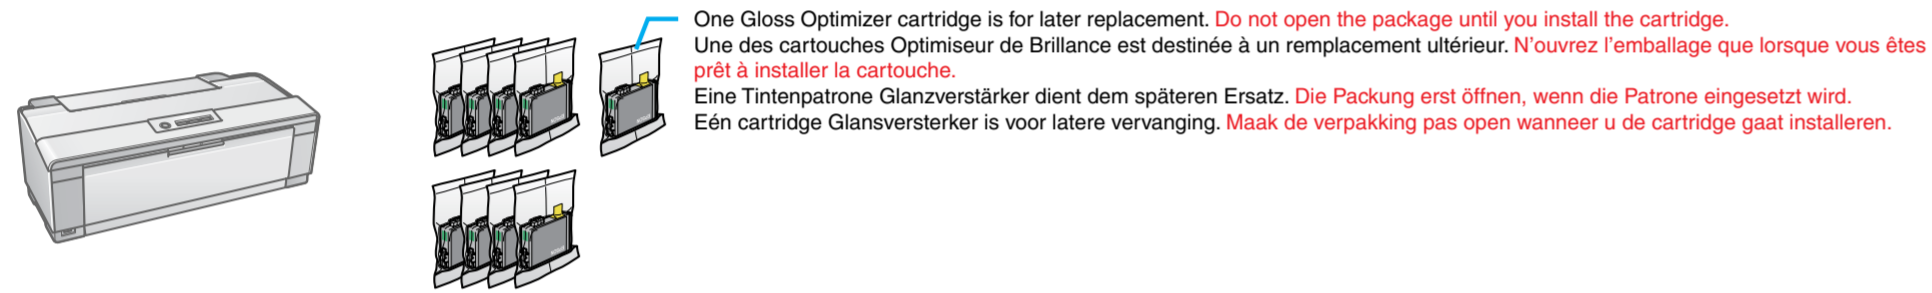 One Gloss Optimizer cartridge is for later replacement. Do not open the package until you install the cartridge.
Une des cartouches Optimiseur de Brillance est destinée à un remplacement ultérieur. N’ouvrez l’emballage que lorsque vous êtes
prêt à installer la cartouche.
Eine Tintenpatrone Glanzverstärker dient dem späteren Ersatz. Die Packung erst öffnen, wenn die Patrone eingesetzt wird.
Eén cartridge Glansversterker is voor latere vervanging. Maak de verpakking pas open wanneer u de cartridge gaat installeren.